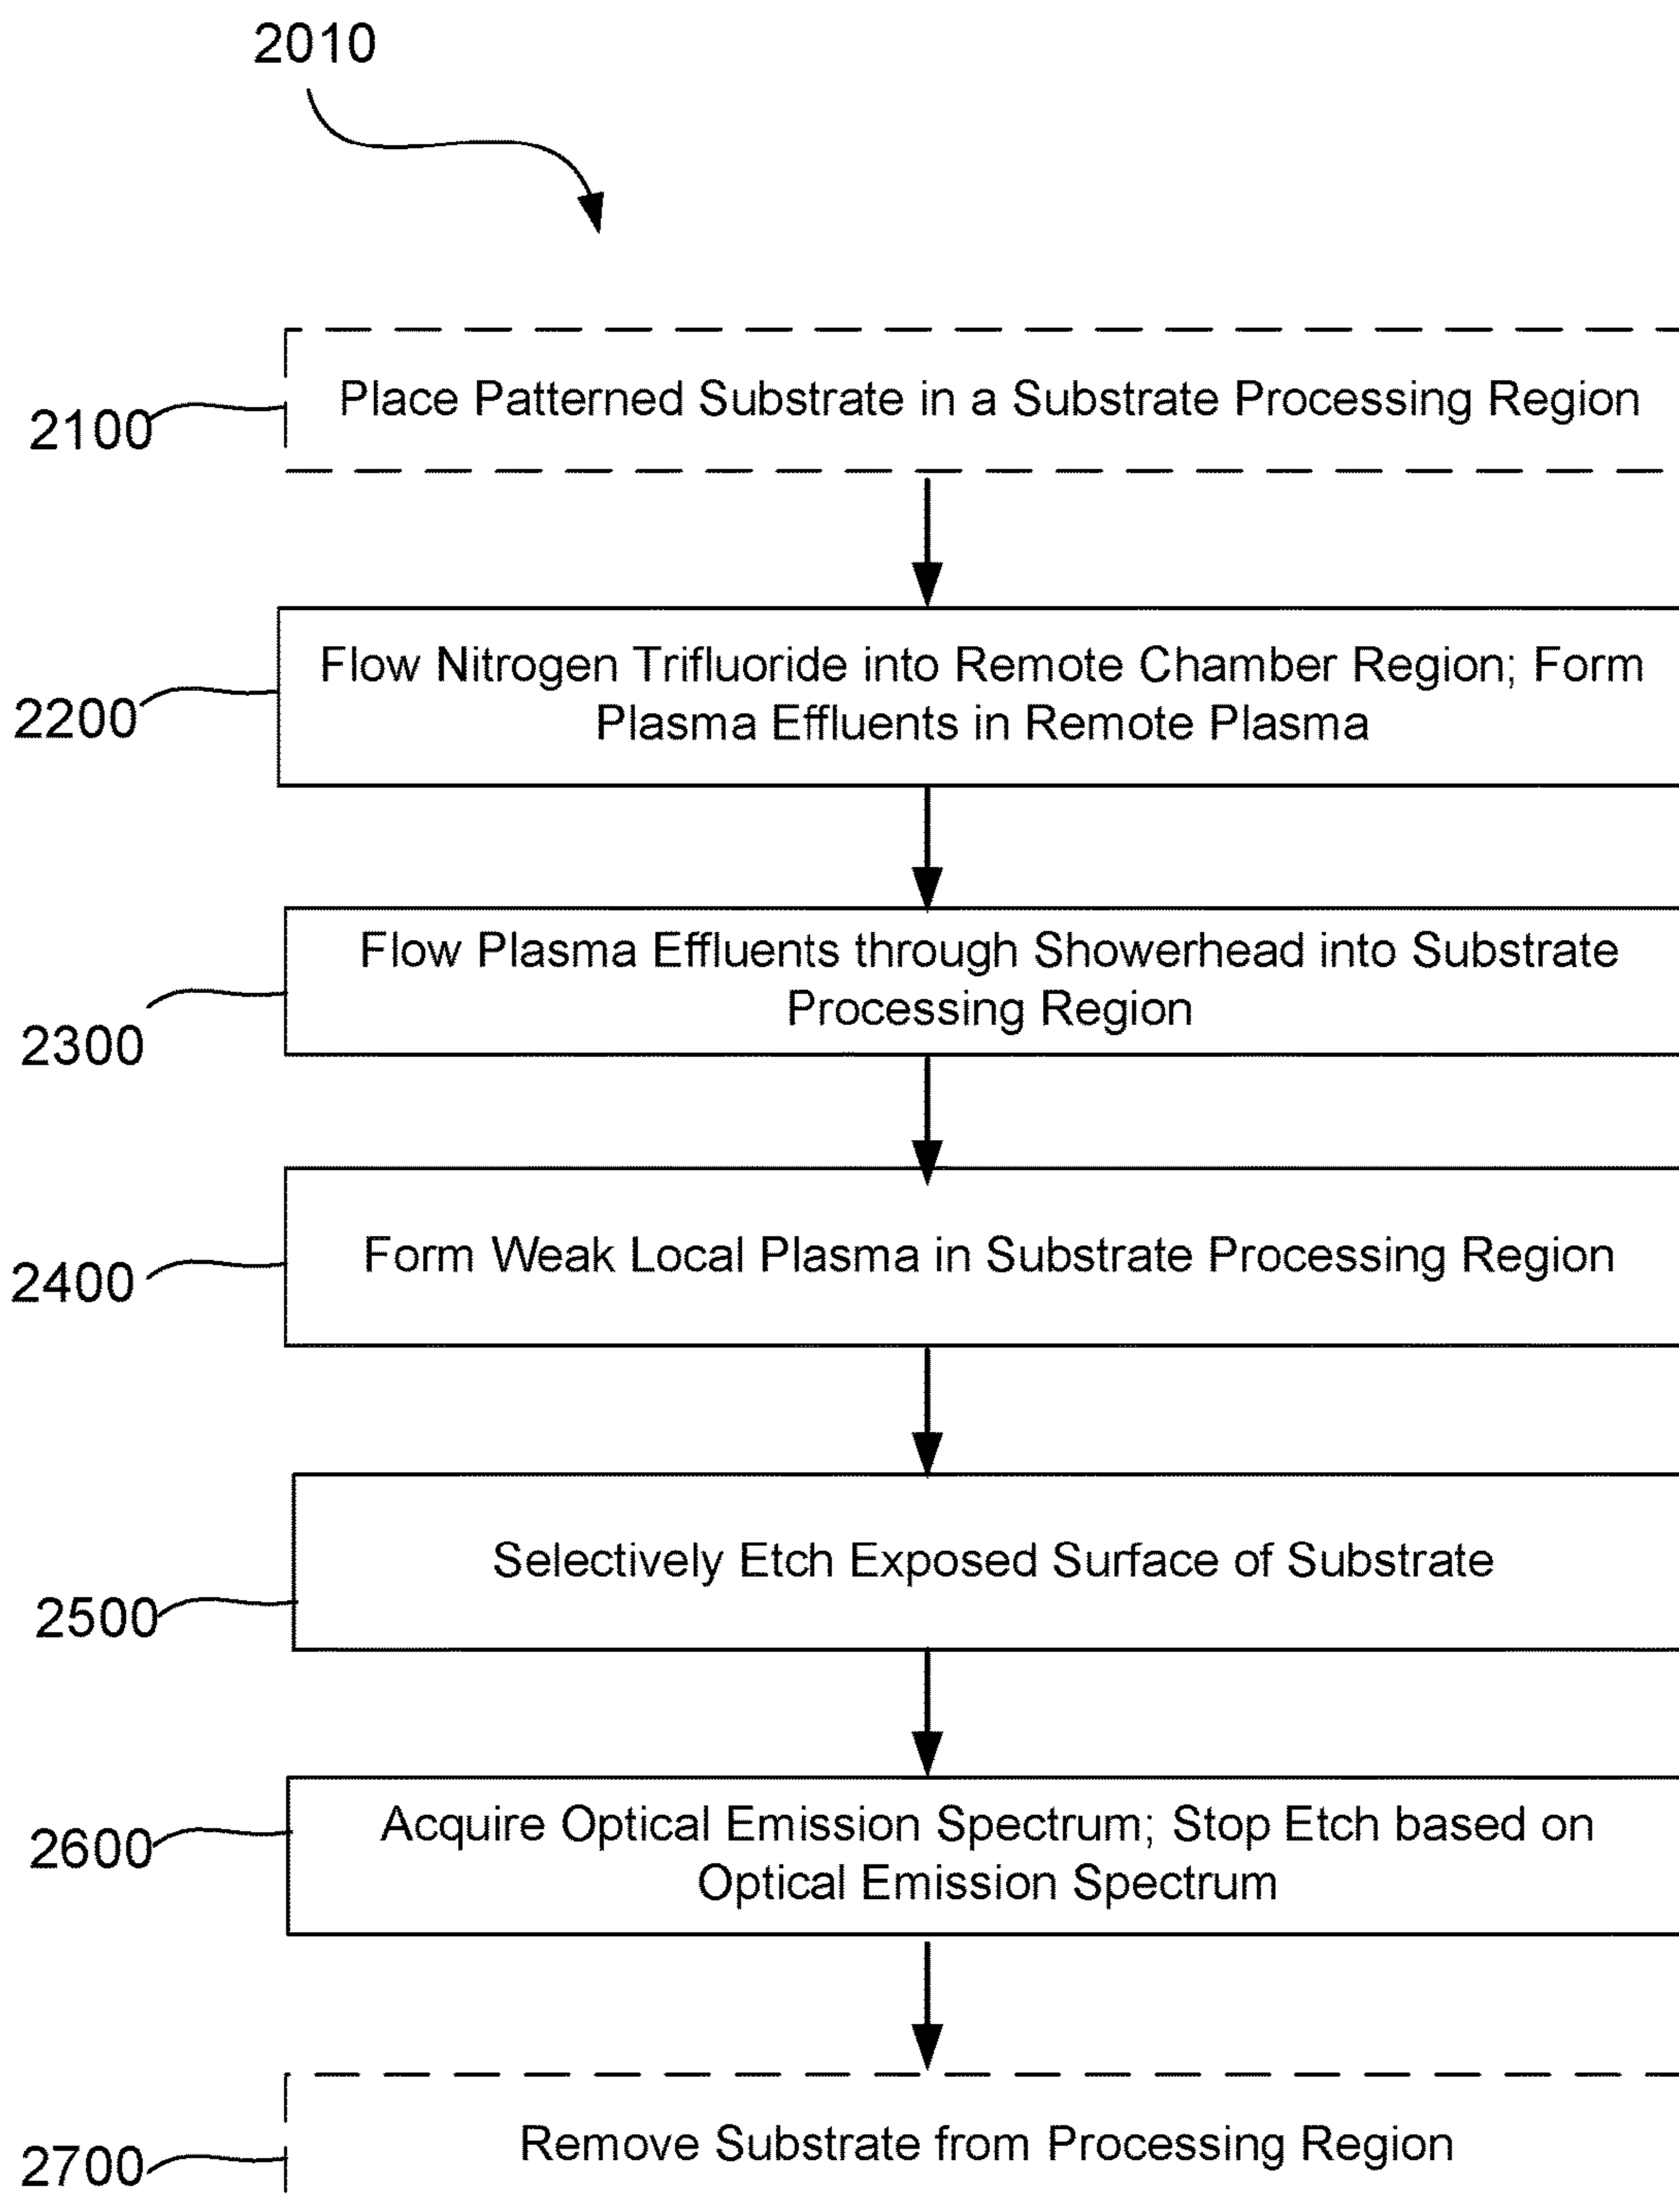 2010
2100
Place Patterned Substrate in a Substrate Processing Region
2200
Flow Nitrogen Trifluoride into Remote Chamber Region; Form
Plasma Effluents in Remote Plasma
2300
Flow Plasma Effluents through Showerhead into Substrate
Processing Region
2400
Form Weak Local Plasma in Substrate Processing Region
2500
Selectively Etch Exposed Surface of Substrate
2600
Acquire Optical Emission Spectrum; Stop Etch based on
Optical Emission Spectrum
2700
Remove Substrate from Processing Region